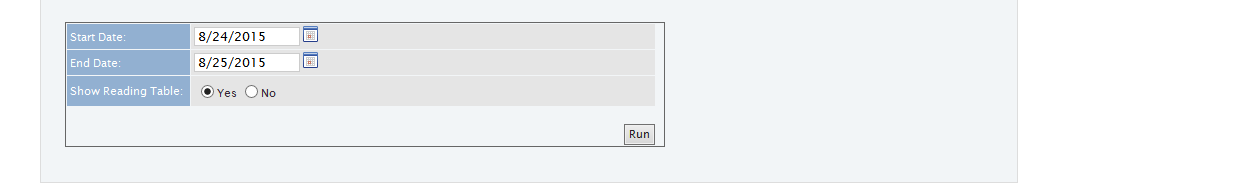 Start Date: 8/24/2015
End Date: 8/25/2015
Show Reading Table: Yes No
Run